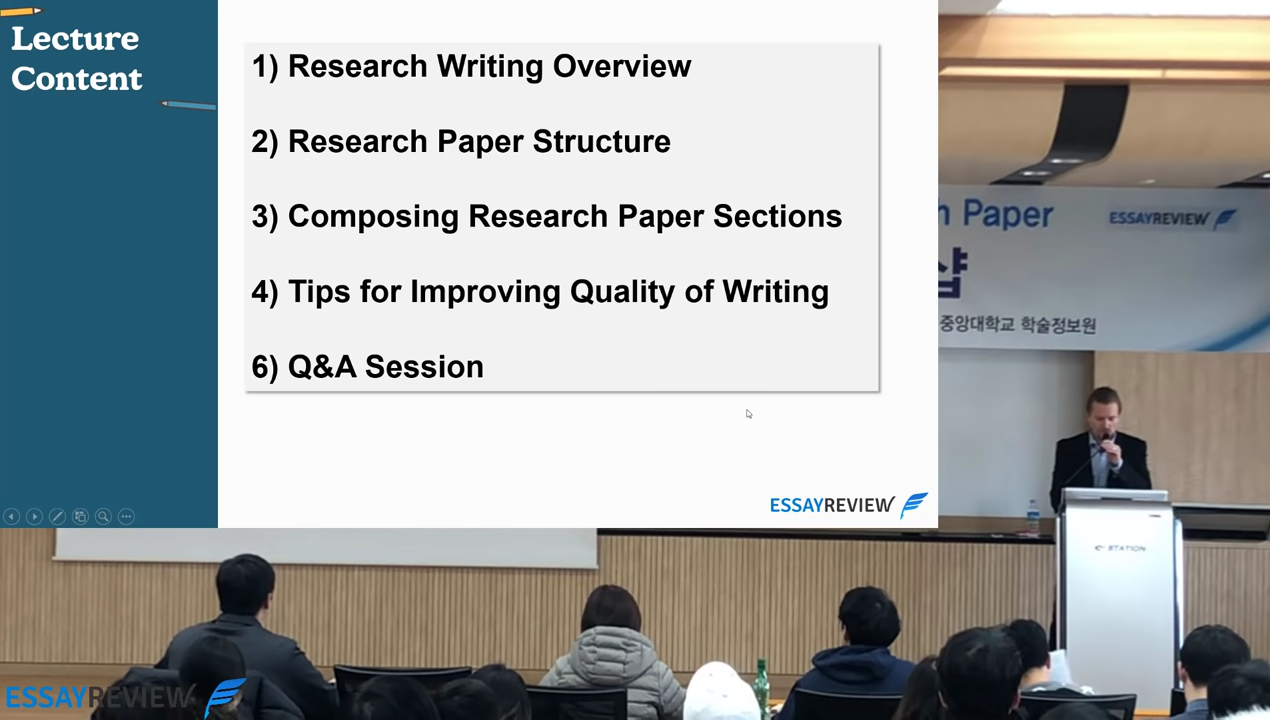 Lecture
Content
1) Research Writing Overview
2) Research Paper Structure
3) Composing Research Paper Sections
4) Tips for Improving Quality of Writing
6) Q&A Session
ESSAYREVIEW
Paper
ESSAYREVIEW
샵
중앙대학교 학술정보원
STATION
ESSAYREVIEW